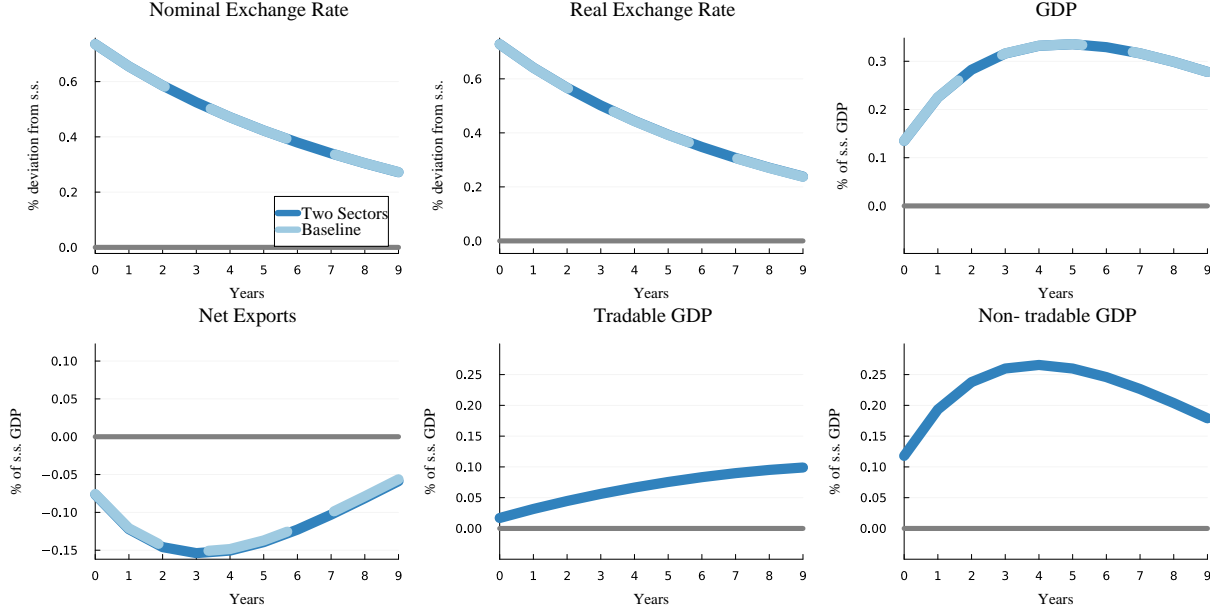 Nominal Exchange Rate
% deviation from s.s.
0.6
0.4
0.2
0.0
Two Sectors
Baseline
0 1 2 3 4 5 6 7 8 9
Years
Real Exchange Rate
% deviation from s.s.
0.6
0.4
0.2
0.0
0 1 2 3 4 5 6 7 8 9
Years
GDP
% of s.s. GDP
0.3
0.2
0.1
0.0
0 1 2 3 4 5 6 7 8 9
Years
Net Exports
% of s.s. GDP
0.10
0.05
0.00
−0.05
−0.10
−0.15
0 1 2 3 4 5 6 7 8 9
Years
Tradable GDP
% of s.s. GDP
0.25
0.20
0.15
0.10
0.05
0.00
0 1 2 3 4 5 6 7 8 9
Years
Non- tradable GDP
% of s.s. GDP
0.25
0.20
0.15
0.10
0.05
0.00
0 1 2 3 4 5 6 7 8 9
Years